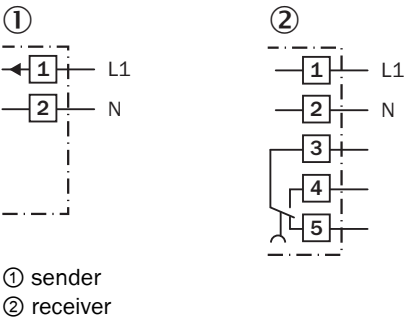 ① ②
1 L1 1 L1
2 N 2 N
3
4
5
① sender
② receiver